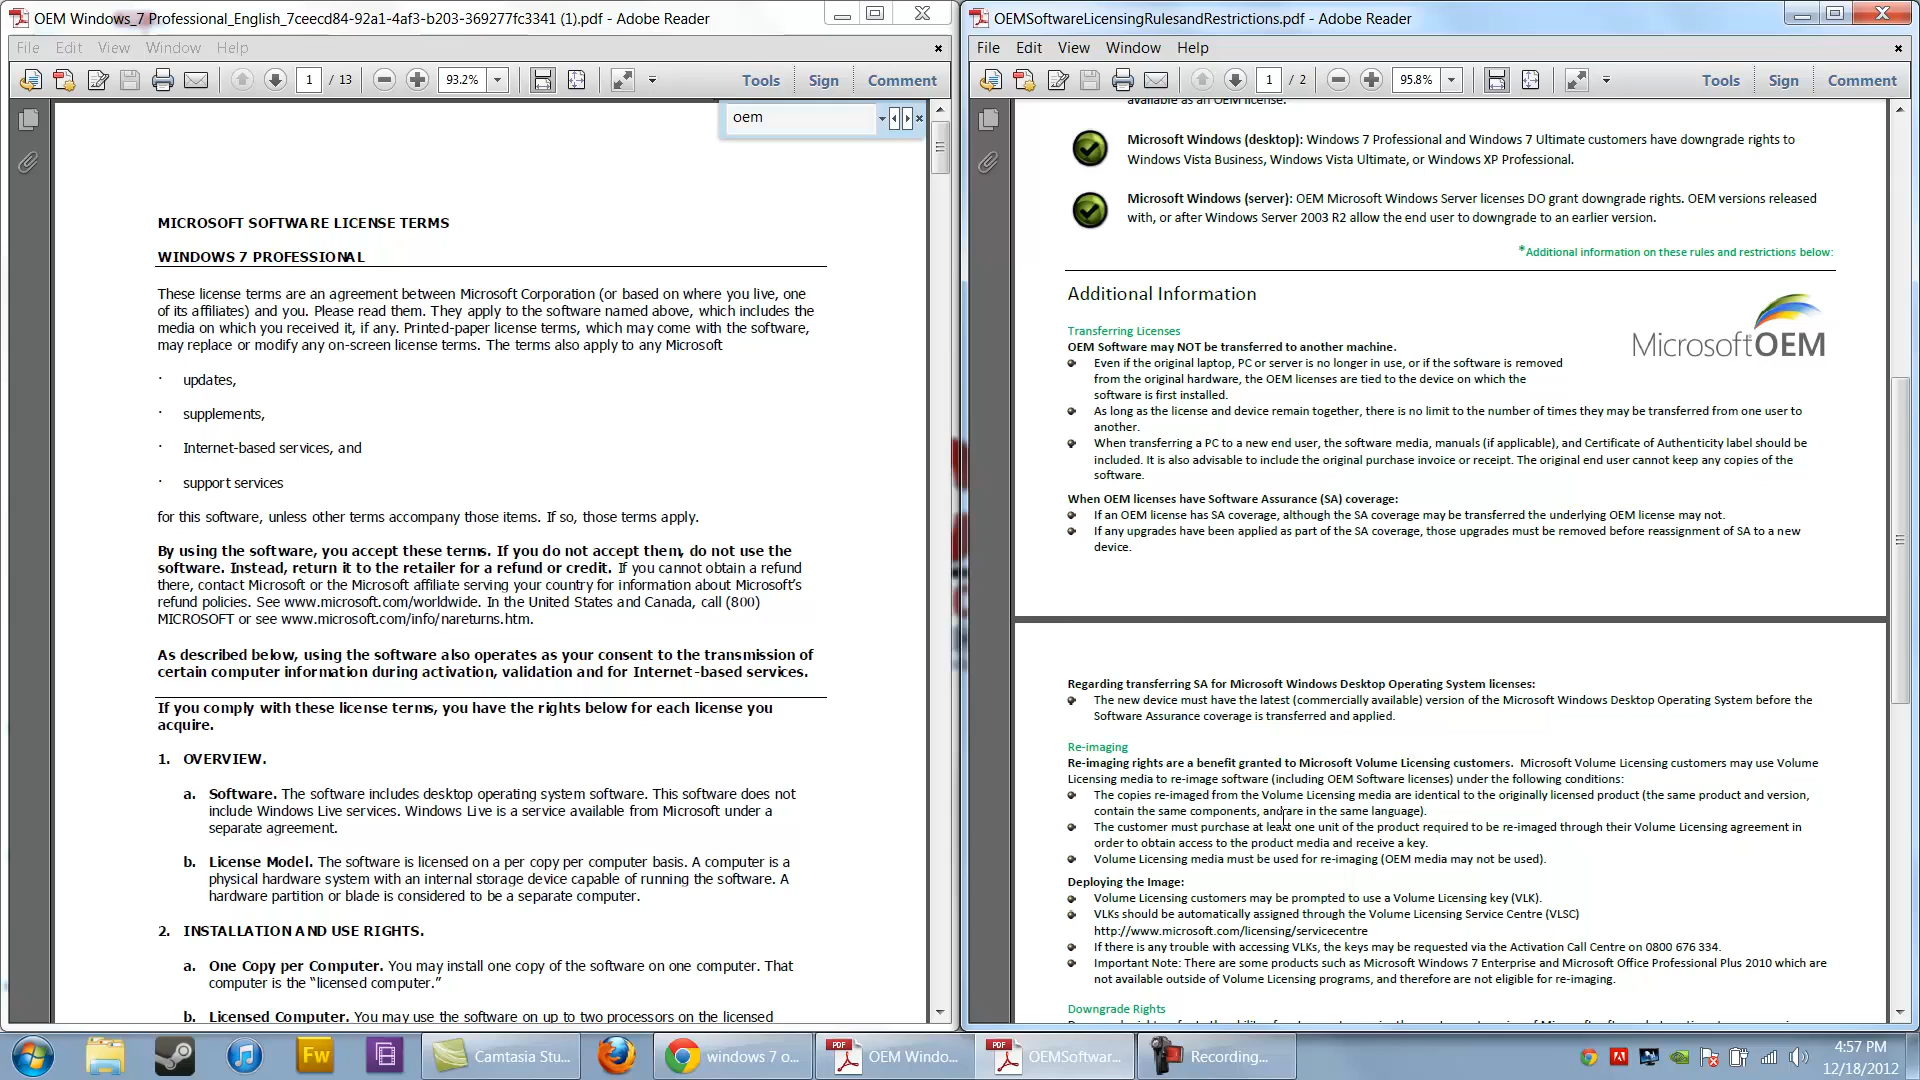 OEM Windows_7 Professional_English_7ceecd84-92a1-4af3-b203-369277fc3341 (1).pdf - Adobe Reader
File Edit View Window Help
1 / 13
93.2%
Tools Sign Comment
oem
MICROSOFT SOFTWARE LICENSE TERMS
WINDOWS 7 PROFESSIONAL
These license terms are an agreement between Microsoft Corporation (or based on where you live, one
of its affiliates) and you. Please read them. They apply to the software named above, which includes the
media on which you received it, if any. Printed-paper license terms, which may come with the software,
may replace or modify any on-screen license terms. The terms also apply to any Microsoft
· updates,
· supplements,
· Internet-based services, and
· support services
for this software, unless other terms accompany those items. If so, those terms apply.
By using the software, you accept these terms. If you do not accept them, do not use the
software. Instead, return it to the retailer for a refund or credit. If you cannot obtain a refund
there, contact Microsoft or the Microsoft affiliate serving your country for information about Microsoft's
refund policies. See www.microsoft.com/worldwide. In the United States and Canada, call (800)
MICROSOFT or see www.microsoft.com/info/nareturns.htm.
As described below, using the software also operates as your consent to the transmission of
certain computer information during activation, validation and for Internet-based services.
If you comply with these license terms, you have the rights below for each license you
acquire.
1. OVERVIEW.
a. Software. The software includes desktop operating system software. This software does not
include Windows Live services. Windows Live is a service available from Microsoft under a
separate agreement.
b. License Model. The software is licensed on a per copy per computer basis. A computer is a
physical hardware system with an internal storage device capable of running the software. A
hardware partition or blade is considered to be a separate computer.
2. INSTALLATION AND USE RIGHTS.
a. One Copy per Computer. You may install one copy of the software on one computer. That
computer is the “licensed computer.”
b. Licensed Computer. You may use the software on up to two processors on the licensed
OEMSoftwareLicensingRulesandRestrictions.pdf - Adobe Reader
File Edit View Window Help
1 / 2
95.8%
Tools Sign Comment
available as an OEM license.
Microsoft Windows (desktop): Windows 7 Professional and Windows 7 Ultimate customers have downgrade rights to
Windows Vista Business, Windows Vista Ultimate, or Windows XP Professional.
Microsoft Windows (server): OEM Microsoft Windows Server licenses DO grant downgrade rights. OEM versions released
with, or after Windows Server 2003 R2 allow the end user to downgrade to an earlier version.
*Additional information on these rules and restrictions below:
Additional Information
MicrosoftOEM
Transferring Licenses
OEM Software may NOT be transferred to another machine.
Even if the original laptop, PC or server is no longer in use, or if the software is removed
from the original hardware, the OEM licenses are tied to the device on which the
software is first installed.
As long as the license and device remain together, there is no limit to the number of times they may be transferred from one user to
another.
When transferring a PC to a new end user, the software media, manuals (if applicable), and Certificate of Authenticity label should be
included. It is also advisable to include the original purchase invoice or receipt. The original end user cannot keep any copies of the
software.
When OEM licenses have Software Assurance (SA) coverage:
If an OEM license has SA coverage, although the SA coverage may be transferred the underlying OEM license may not.
If any upgrades have been applied as part of the SA coverage, those upgrades must be removed before reassignment of SA to a new
device.
Regarding transferring SA for Microsoft Windows Desktop Operating System licenses:
The new device must have the latest (commercially available) version of the Microsoft Windows Desktop Operating System before the
Software Assurance coverage is transferred and applied.
Re-imaging
Re-imaging rights are a benefit granted to Microsoft Volume Licensing customers. Microsoft Volume Licensing customers may use Volume
Licensing media to re-image software (including OEM Software licenses) under the following conditions:
The copies re-imaged from the Volume Licensing media are identical to the originally licensed product (the same product and version,
contain the same components, and are in the same language).
The customer must purchase at least one unit of the product required to be re-imaged through their Volume Licensing agreement in
order to obtain access to the product media and receive a key.
Volume Licensing media must be used for re-imaging (OEM media may not be used).
Deploying the Image:
Volume Licensing customers may be prompted to use a Volume Licensing key (VLK).
VLKs should be automatically assigned through the Volume Licensing Service Centre (VLSC)
http://www.microsoft.com/licensing/servicecentre
If there is any trouble with accessing VLKs, the keys may be requested via the Activation Call Centre on 0800 676 334.
Important Note: There are some products such as Microsoft Windows 7 Enterprise and Microsoft Office Professional Plus 2010 which are
not available outside of Volume Licensing programs, and therefore are not eligible for re-imaging.
Downgrade Rights
Fw
Camtasia Stu...
windows 7 o...
OEM Windo...
OEMSoftwar...
Recording...
4:57 PM
12/18/2012